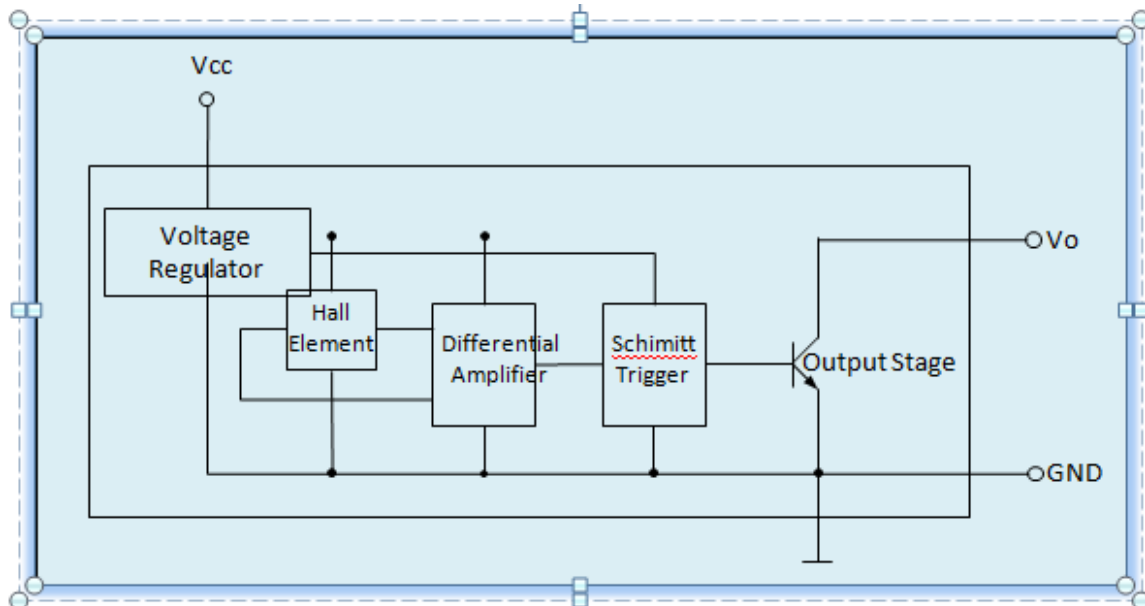 Vcc
Voltage
Regulator
Vo
Hall
Element
Differential
Amplifier
Schimitt
Trigger
Output Stage
GND